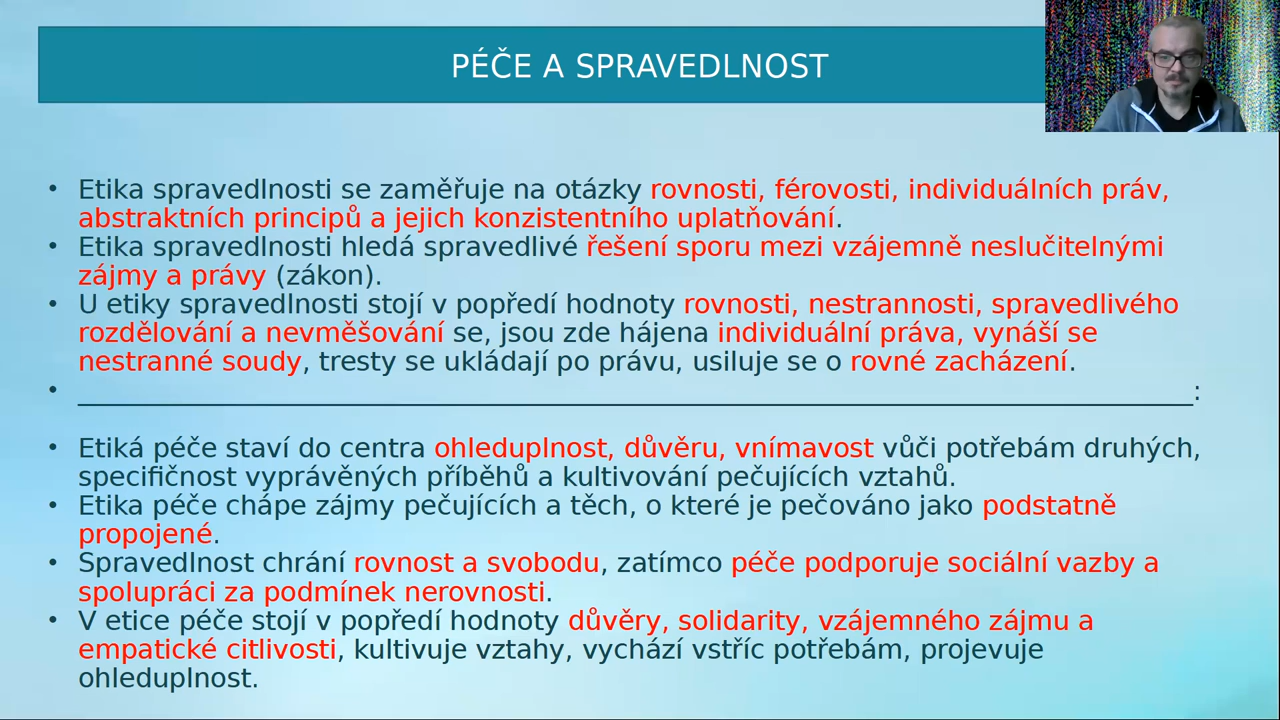 PÉČE A SPRAVEDLNOST
• Etika spravedlnosti se zaměřuje na otázky rovnosti, férovosti, individuálních práv,
abstraktních principů a jejich konzistentního uplatňování.
• Etika spravedlnosti hledá spravedlivé řešení sporu mezi vzájemně neslučitelnými
zájmy a právy (zákon).
• U etiky spravedlnosti stojí v popředí hodnoty rovnosti, nestrannosti, spravedlivého
rozdělování a nevměšování se, jsou zde hájena individuální práva, vynáší se
nestranné soudy, tresty se ukládají po právu, usiluje se o rovné zacházení.
• ______________________________________________________________________________:
• Etiká péče staví do centra ohleduplnost, důvěru, vnímavost vůči potřebám druhých,
specifičnost vyprávěných příběhů a kultivování pečujících vztahů.
• Etika péče chápe zájmy pečujících a těch, o které je pečováno jako podstatně
propojené.
• Spravedlnost chrání rovnost a svobodu, zatímco péče podporuje sociální vazby a
spolupráci za podmínek nerovnosti.
• V etice péče stojí v popředí hodnoty důvěry, solidarity, vzájemného zájmu a
empatické citlivosti, kultivuje vztahy, vychází vstříc potřebám, projevuje
ohleduplnost.